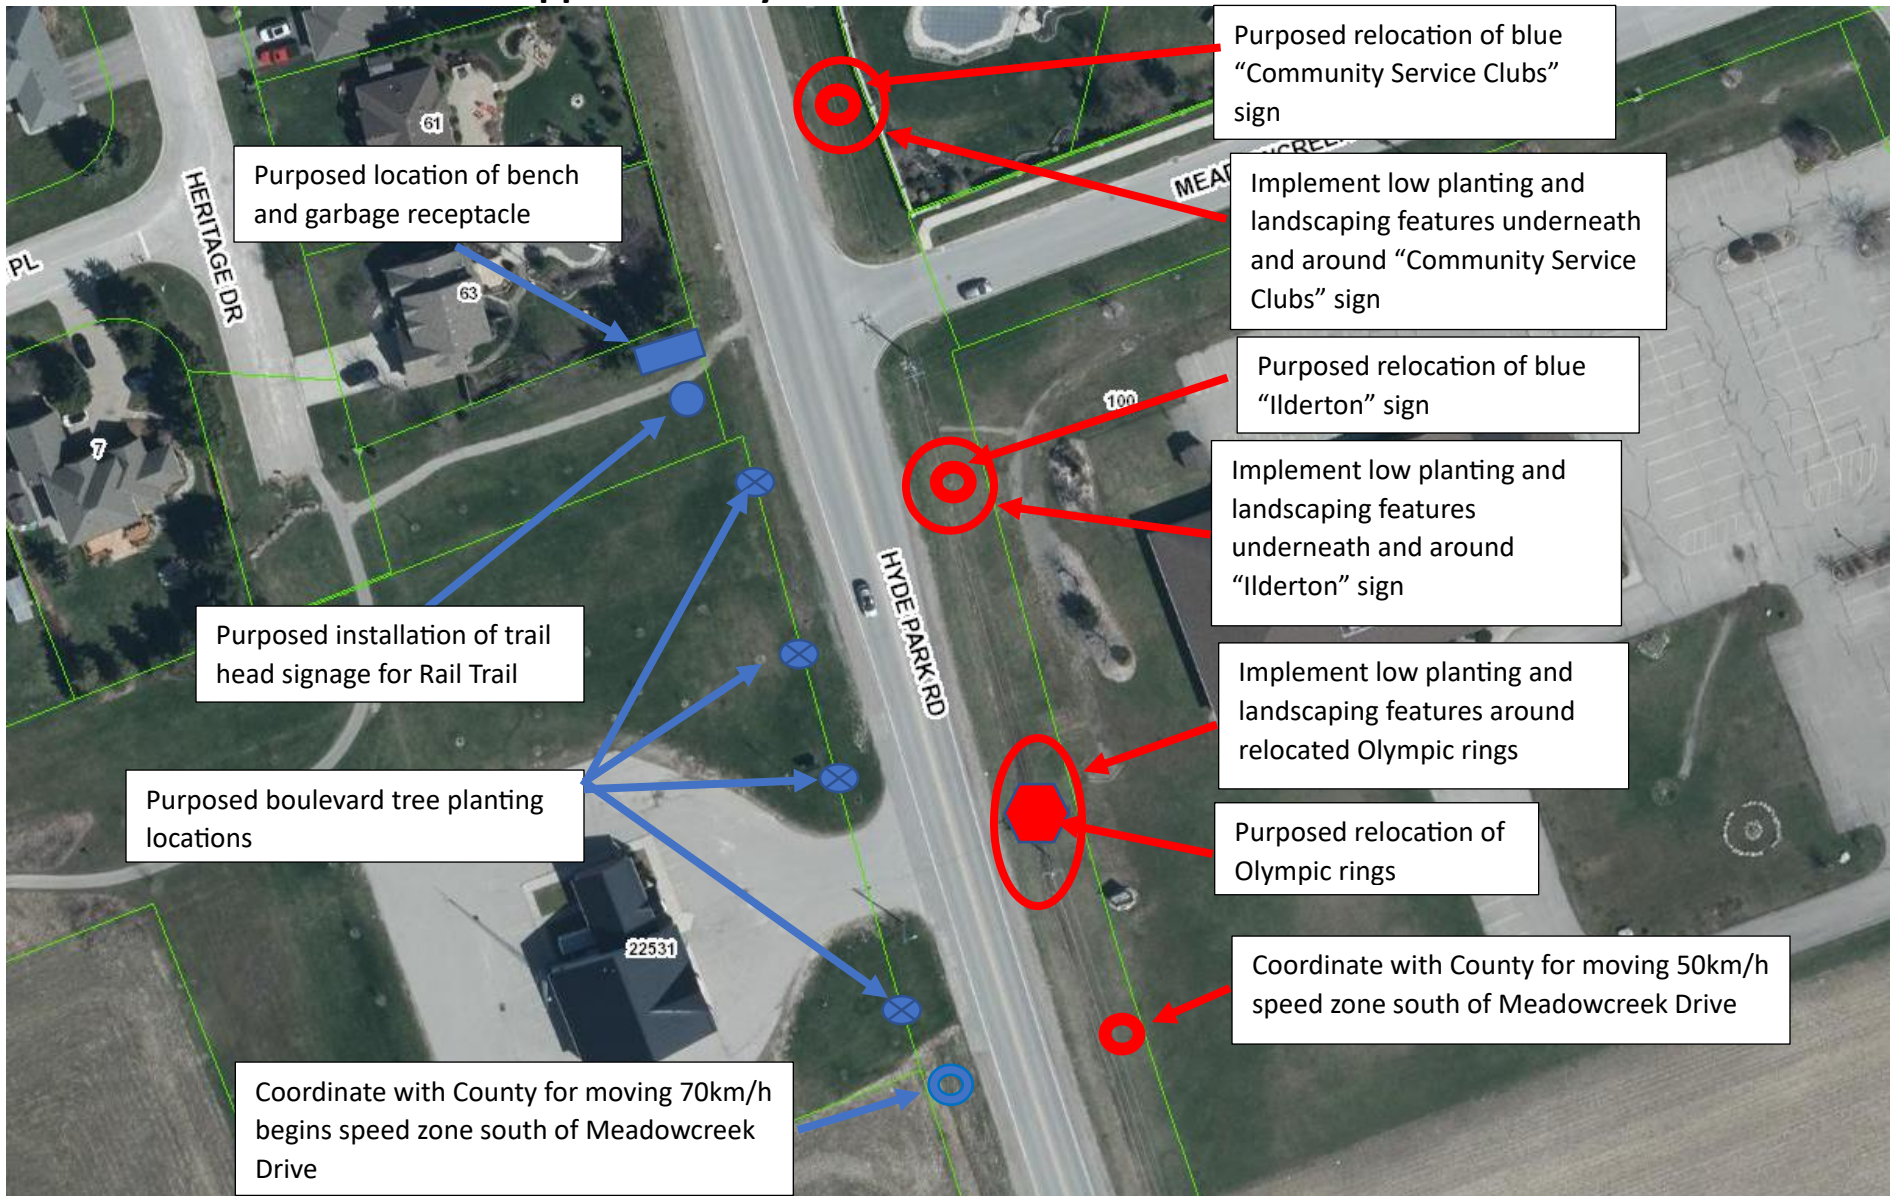 Purposed relocation of blue
“Community Service Clubs”
sign
61
Purposed location of bench
and garbage receptacle
Implement low planting and
landscaping features underneath
and around “Community Service
Clubs” sign
HERITAGE DR
PL
63
Purposed relocation of blue
“Ilderton” sign
100
7
Implement low planting and
landscaping features
underneath and around
“Ilderton” sign
HYDE PARK RD
Purposed installation of trail
head signage for Rail Trail
Implement low planting and
landscaping features around
relocated Olympic rings
Purposed boulevard tree planting
locations
Purposed relocation of
Olympic rings
22531
Coordinate with County for moving 50km/h
speed zone south of Meadowcreek Drive
Coordinate with County for moving 70km/h
begins speed zone south of Meadowcreek
Drive